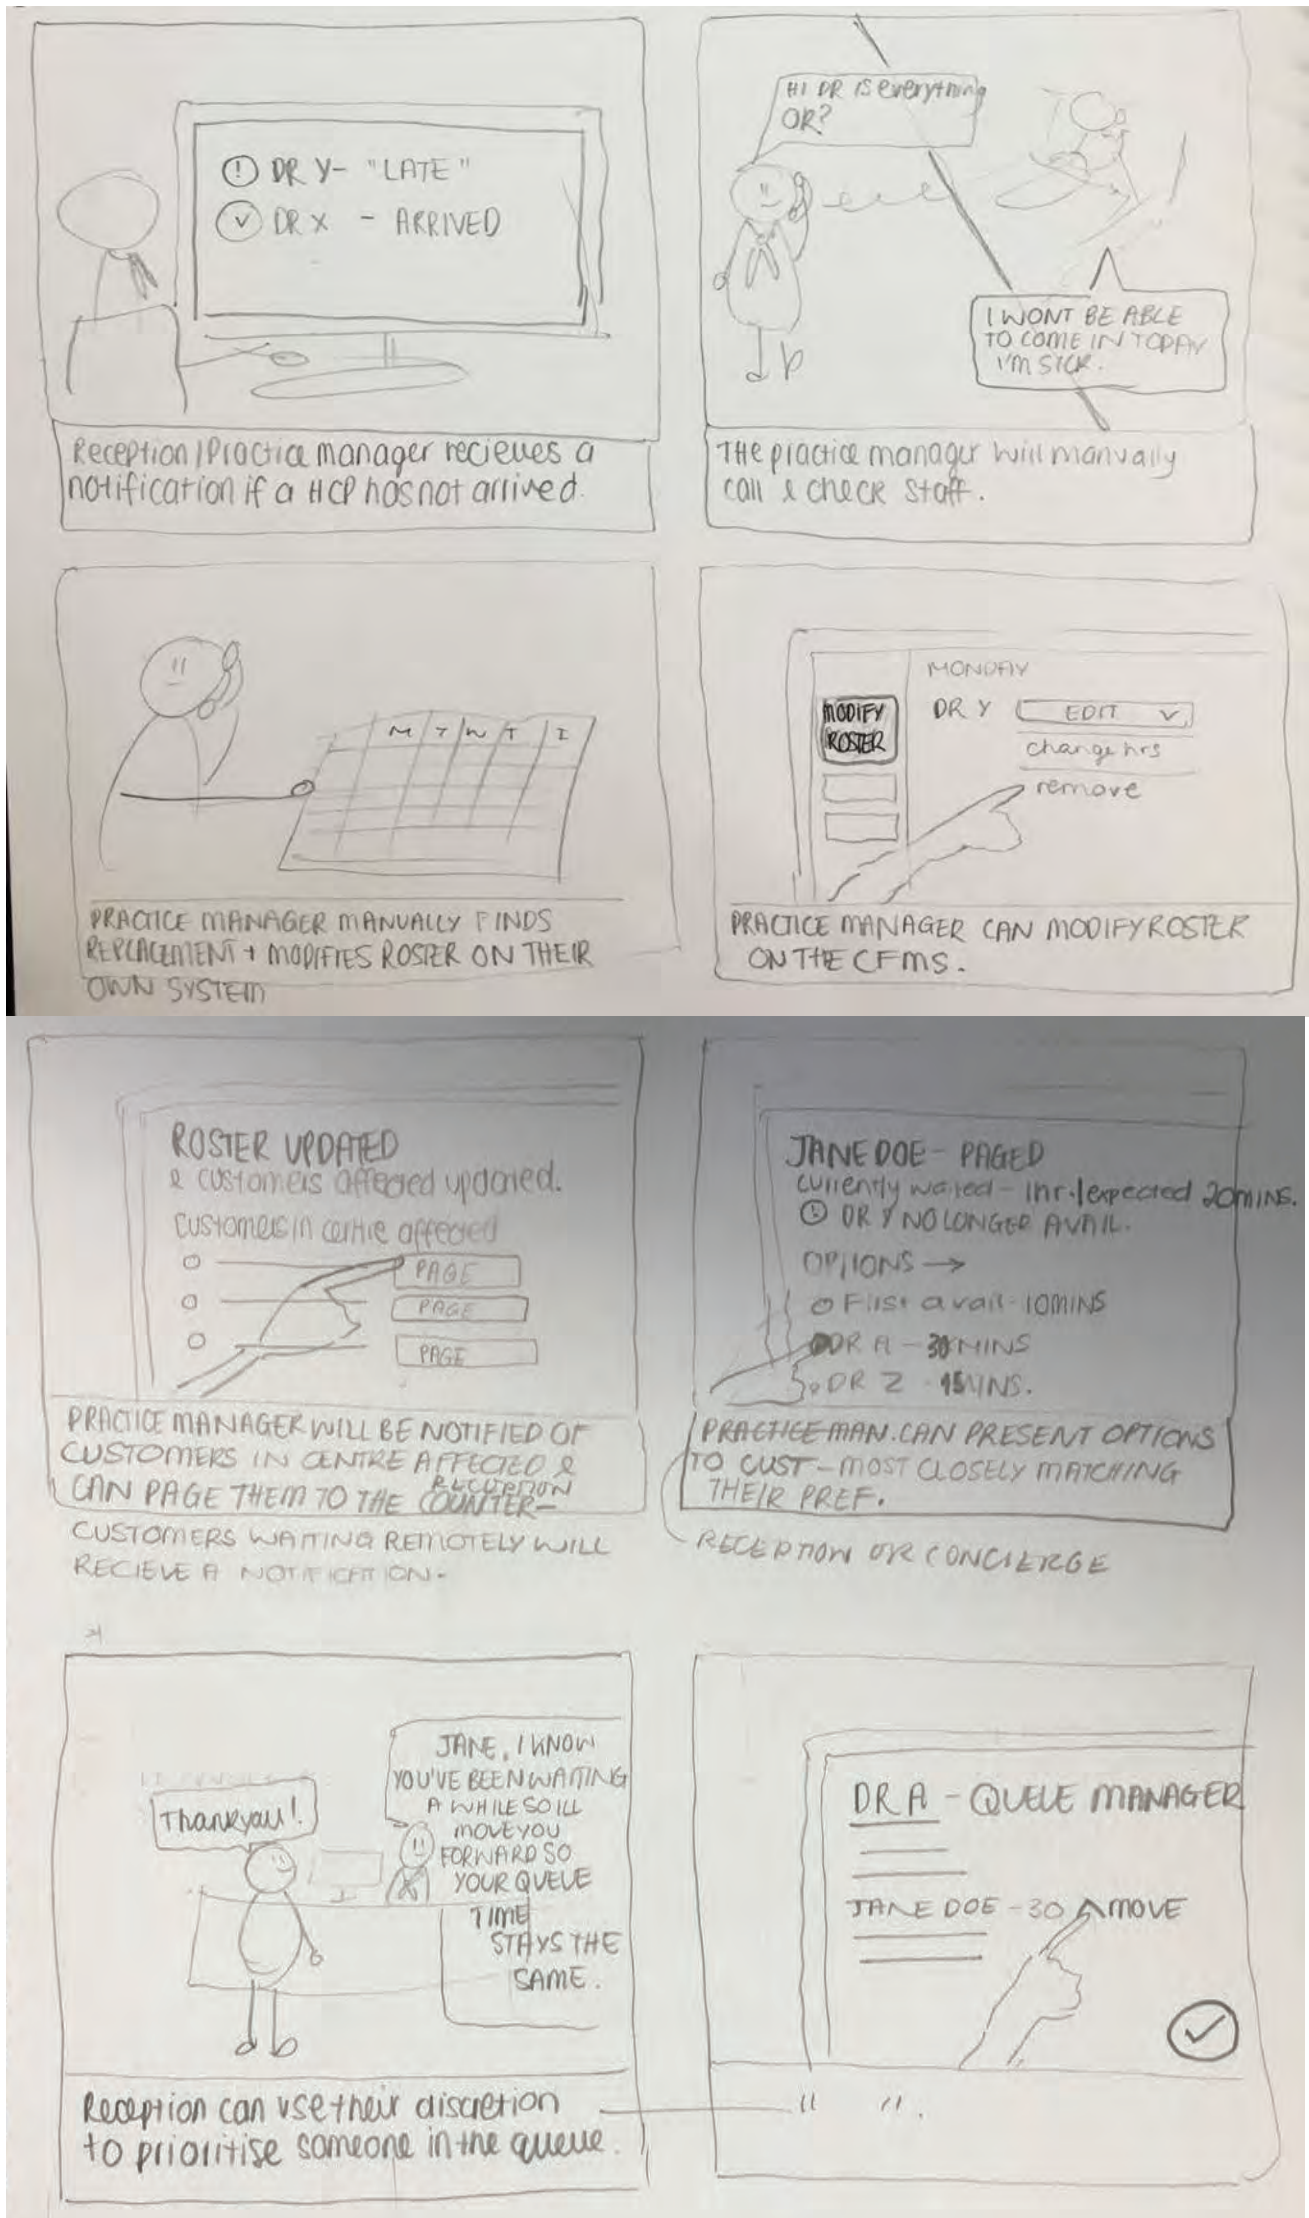 ! DR Y- "LATE"
DR X - ARRIVED
Reception/Practice manager recieves a
notification if a HCP has not arrived.
HI DR is everything
OK?
I WONT BE ABLE
TO COME IN TODAY
I'M SICK.
THE practice manager will manually
call & check staff.
M T W T
PRACTICE MANAGER MANUALLY FINDS
REPLACEMENT + MODIFIES ROSTER ON THEIR
OWN SYSTEM
MONDAY
MODIFY
ROSTER
DR Y EDIT
change hrs
remove
PRACTICE MANAGER CAN MODIFY ROSTER
ON THE CFMS.
ROSTER UPDATED
& customers affected updated.
customers in centre affected
PAGE
PAGE
PAGE
PRACTICE MANAGER WILL BE NOTIFIED OF
CUSTOMERS IN CENTRE AFFECTED &
CAN PAGE THEM TO THE RECEPTION
COUNTER-
CUSTOMERS WAITING REMOTELY WILL
RECIEVE A NOTIFICATION.
JANE DOE - PAGED
currently waited - 1hr./expected 20MINS.
! DR Y NO LONGER AVAIL.
OPTIONS →
First avail - 10MINS
DR A - 30 MINS
DR Z - 15MINS.
PRACTICE MAN. CAN PRESENT OPTIONS
TO CUST - MOST CLOSELY MATCHING
THEIR PREF.
RECEPTION OR CONCIERGE
Thankyou!
JANE, I KNOW
YOU'VE BEEN WAITING
A WHILE SO ILL
MOVE YOU
FORWARD SO
YOUR QUEUE
TIME
STAYS THE
SAME.
Reception can use their discretion
to prioritise someone in the queue.
DR A - QUEUE MANAGER
JANE DOE - 30 MOVE
" ".